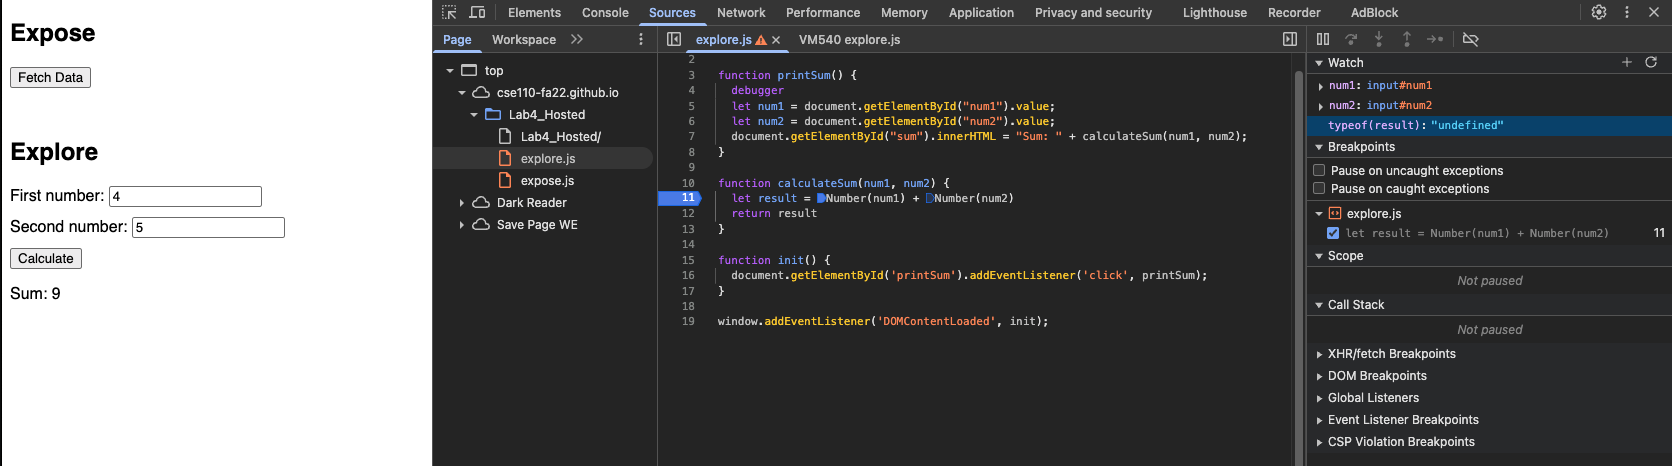 Expose
Fetch Data
Explore
First number: 4
Second number: 5
Calculate
Sum: 9
Elements Console Sources Network Performance Memory Application Privacy and security Lighthouse Recorder AdBlock
Page Workspace
top
cse110-fa22.github.io
Lab4_Hosted
Lab4_Hosted/
explore.js
expose.js
Dark Reader
Save Page WE
explore.js VM540 explore.js
2
3 function printSum() {
4 debugger
5 let num1 = document.getElementById("num1").value;
6 let num2 = document.getElementById("num2").value;
7 document.getElementById("sum").innerHTML = "Sum: " + calculateSum(num1, num2);
8 }
9
10 function calculateSum(num1, num2) {
11 let result = Number(num1) + Number(num2)
12 return result
13 }
14
15 function init() {
16 document.getElementById('printSum').addEventListener('click', printSum);
17 }
18
19 window.addEventListener('DOMContentLoaded', init);
Watch
num1: input#num1
num2: input#num2
typeof(result): "undefined"
Breakpoints
Pause on uncaught exceptions
Pause on caught exceptions
explore.js
let result = Number(num1) + Number(num2) 11
Scope
Not paused
Call Stack
Not paused
XHR/fetch Breakpoints
DOM Breakpoints
Global Listeners
Event Listener Breakpoints
CSP Violation Breakpoints